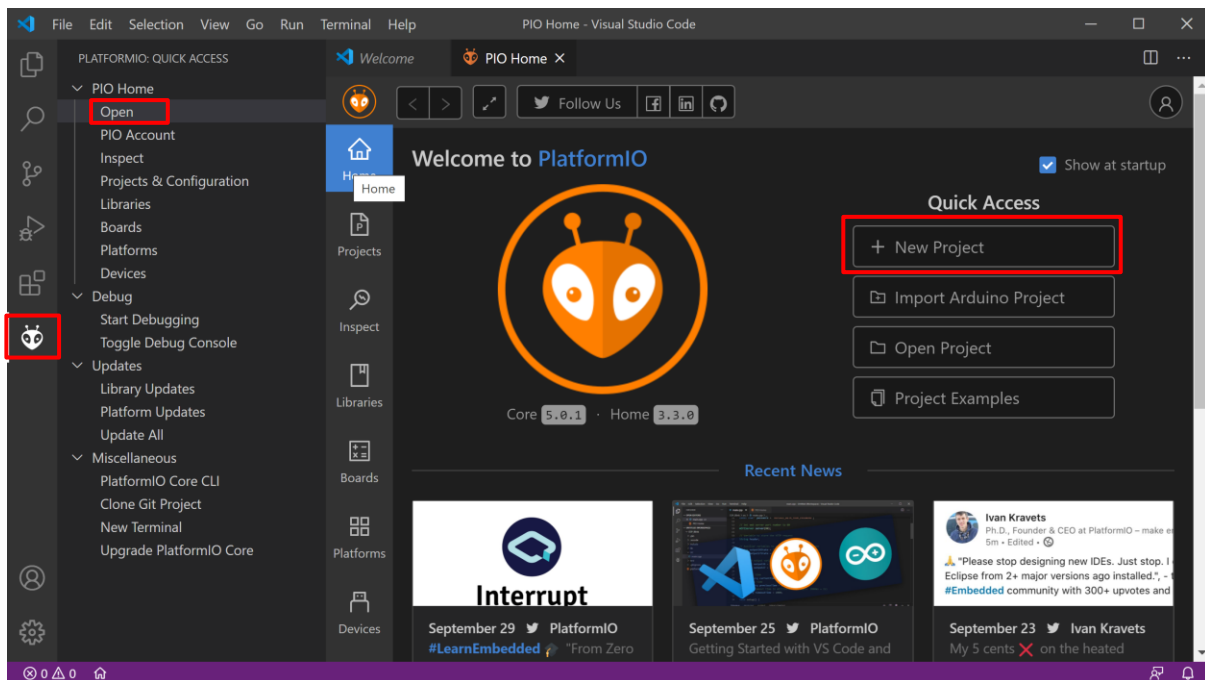 File Edit Selection View Go Run Terminal Help PIO Home - Visual Studio Code
PLATFORMIO: QUICK ACCESS
PIO Home
Open
PIO Account
Inspect
Projects & Configuration
Libraries
Boards
Platforms
Devices
Debug
Start Debugging
Toggle Debug Console
Updates
Library Updates
Platform Updates
Update All
Miscellaneous
PlatformIO Core CLI
Clone Git Project
New Terminal
Upgrade PlatformIO Core
Welcome PIO Home
Follow Us
Home
Home
Projects
Inspect
Libraries
Boards
Platforms
Devices
Welcome to PlatformIO
Show at startup
Core 5.0.1 · Home 3.3.0
Quick Access
New Project
Import Arduino Project
Open Project
Project Examples
Recent News
Interrupt
September 29 PlatformIO
#LearnEmbedded "From Zero
September 25 PlatformIO
Getting Started with VS Code and
Ivan Kravets
Ph.D., Founder & CEO at PlatformIO – make
5m • Edited •
"Please stop designing new IDEs. Just stop. I
Eclipse from 2+ major versions ago installed.", -
#Embedded community with 300+ upvotes and
September 23 Ivan Kravets
My 5 cents ❌ on the heated
0 0